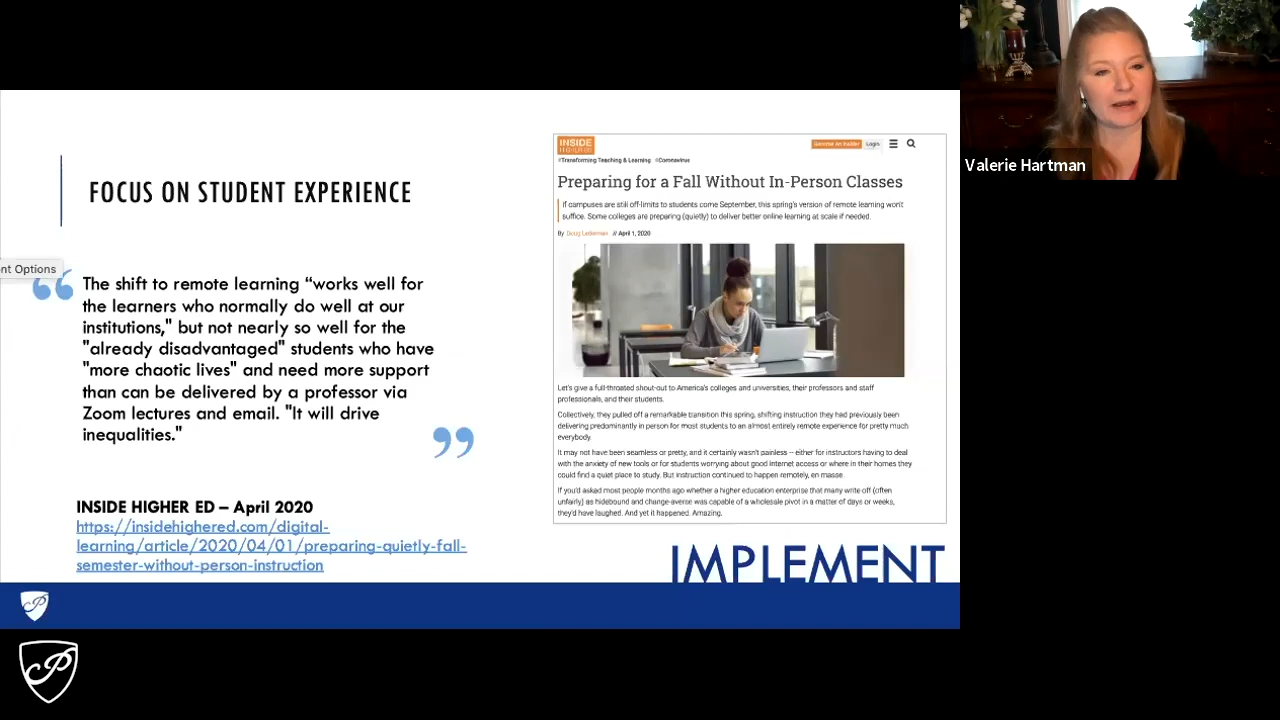 Valerie Hartman
FOCUS ON STUDENT EXPERIENCE
nt Options
“
The shift to remote learning “works well for
the learners who normally do well at our
institutions," but not nearly so well for the
"already disadvantaged" students who have
"more chaotic lives" and need more support
than can be delivered by a professor via
Zoom lectures and email. "It will drive
inequalities."
”
INSIDE HIGHER ED – April 2020
https://insidehighered.com/digital-
learning/article/2020/04/01/preparing-quietly-fall-
semester-without-person-instruction
INSIDE
HIGHER ED
Become An Insider Login
#Transforming Teaching & Learning #Coronavirus
Preparing for a Fall Without In-Person Classes
If campuses are still off-limits to students come September, this spring's version of remote learning won't
suffice. Some colleges are preparing (quietly) to deliver better online learning at scale if needed.
By Doug Lederman // April 1, 2020
Let's give a full-throated shout-out to America's colleges and universities, their professors and staff
professionals, and their students.
Collectively, they pulled off a remarkable transition this spring, shifting instruction they had previously been
delivering predominantly in person for most students to an almost entirely remote experience for pretty much
everybody.
It may not have been seamless or pretty, and it certainly wasn't painless -- either for instructors having to deal
with the anxiety of new tools or for students worrying about good internet access or where in their homes they
could find a quiet place to study. But instruction continued to happen remotely, en masse.
If you'd asked most people months ago whether a higher education enterprise that many write off (often
unfairly) as hidebound and change-averse was capable of a wholesale pivot in a matter of days or weeks,
they'd have laughed. And yet it happened. Amazing.
IMPLEMENT
CP
CP